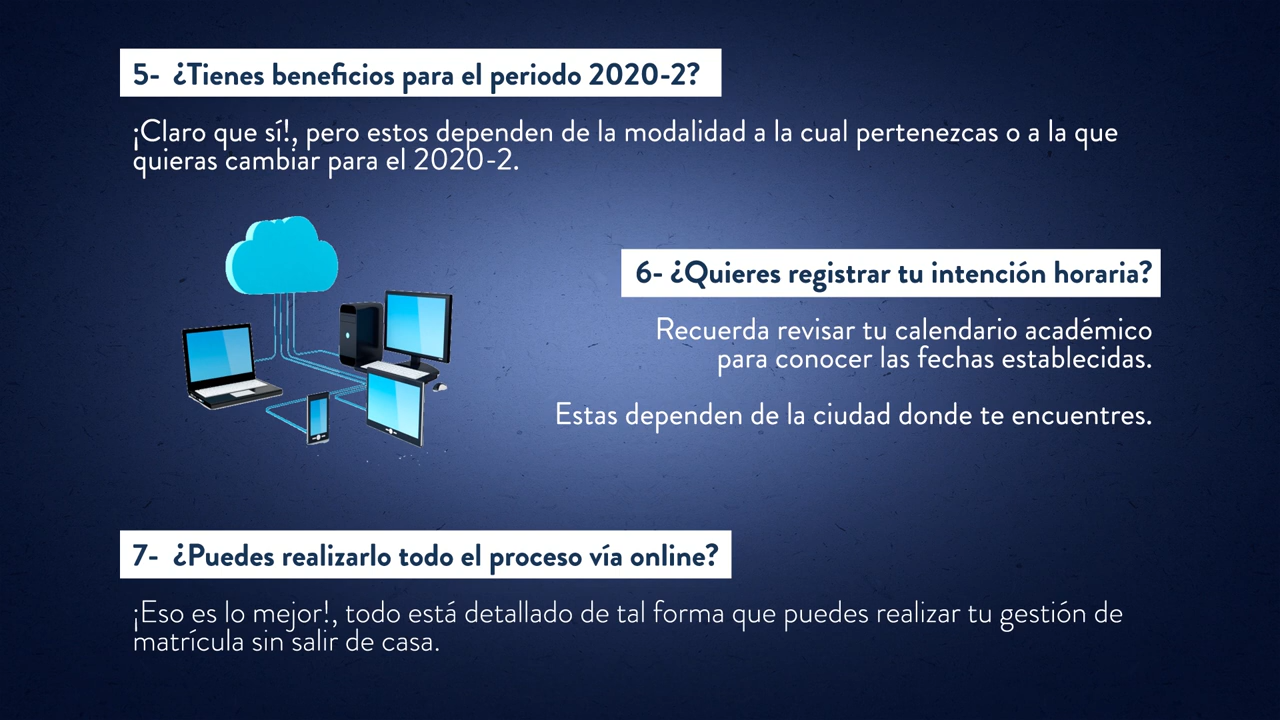 5- ¿Tienes beneficios para el periodo 2020-2?
¡Claro que sí!, pero estos dependen de la modalidad a la cual pertenezcas o a la que
quieras cambiar para el 2020-2.
6- ¿Quieres registrar tu intención horaria?
Recuerda revisar tu calendario académico
para conocer las fechas establecidas.
Estas dependen de la ciudad donde te encuentres.
7- ¿Puedes realizarlo todo el proceso vía online?
¡Eso es lo mejor!, todo está detallado de tal forma que puedes realizar tu gestión de
matrícula sin salir de casa.